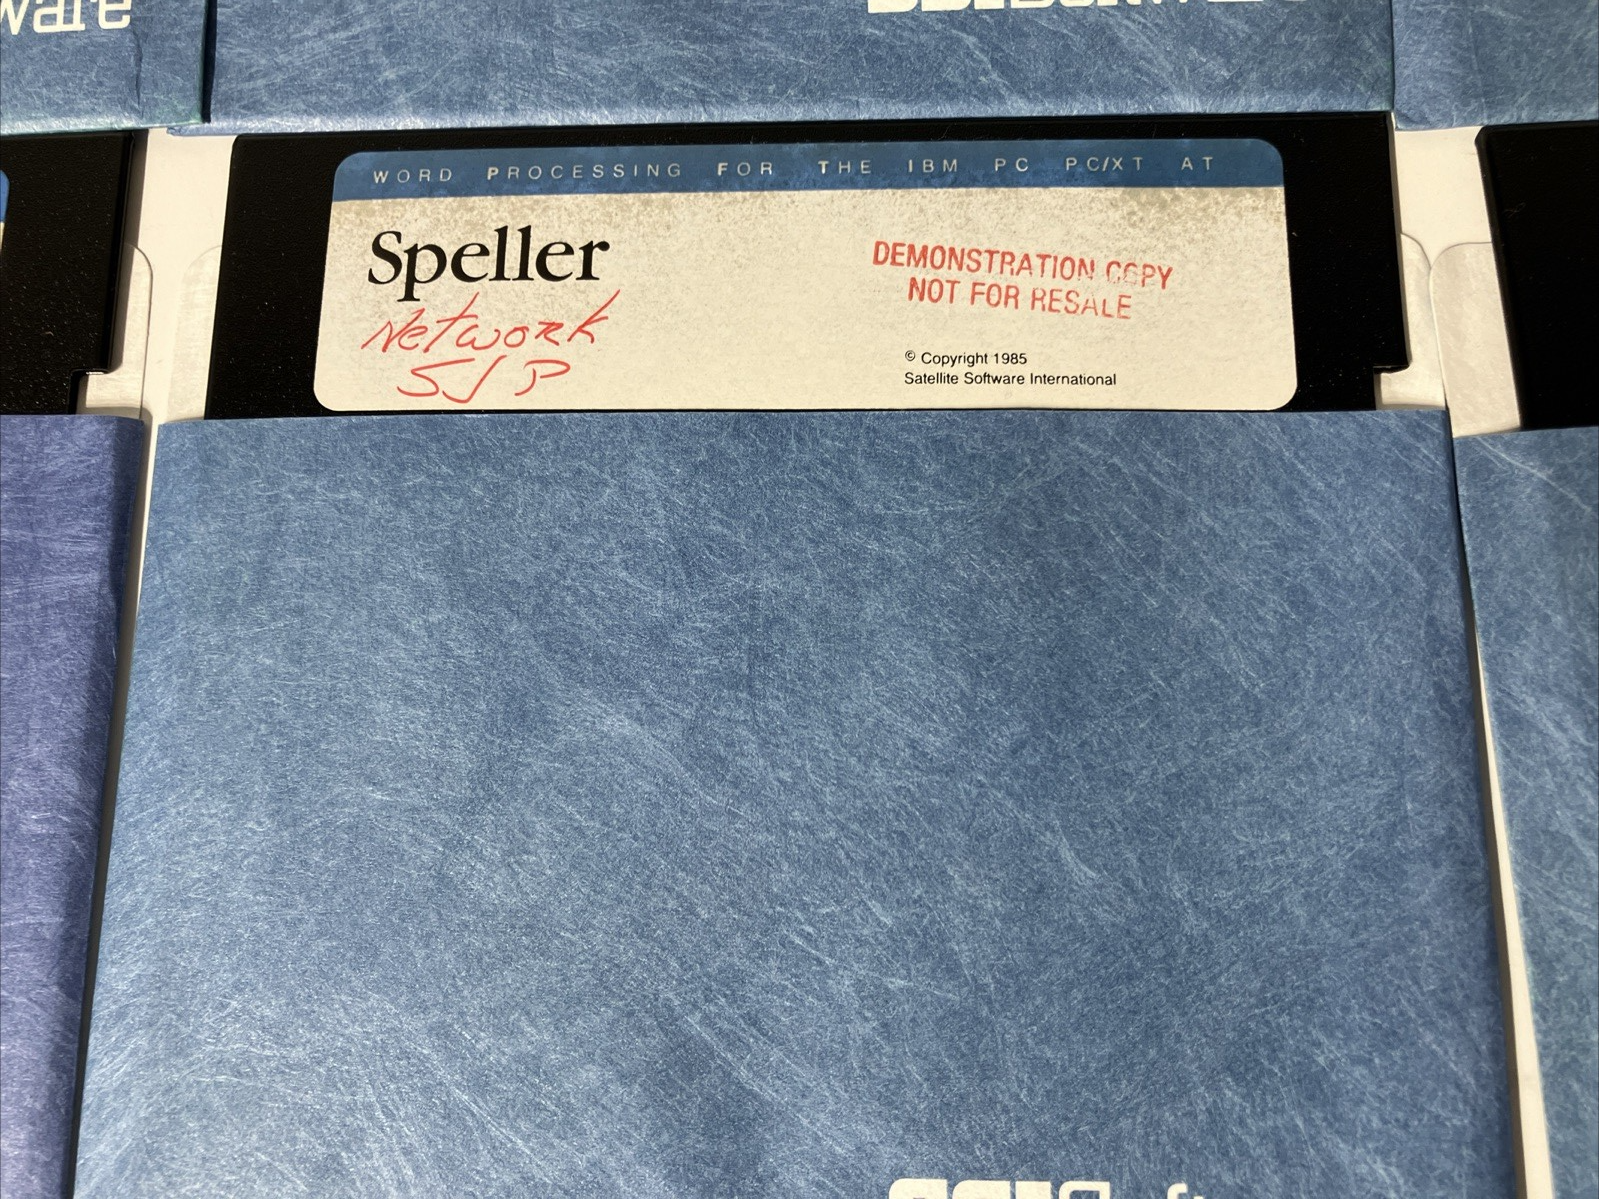 ware
WORD PROCESSING FOR THE IBM PC PC/XT AT
Speller
Network
SJP
DEMONSTRATION COPY
NOT FOR RESALE
© Copyright 1985
Satellite Software International